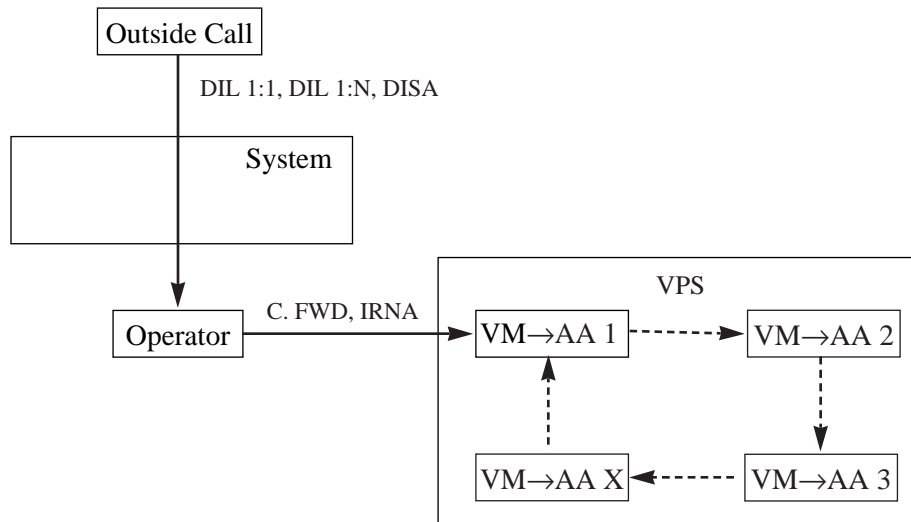 Outside Call
DIL 1:1, DIL 1:N, DISA
System
VPS
C. FWD, IRNA
Operator
VM→AA 1
VM→AA 2
VM→AA X
VM→AA 3